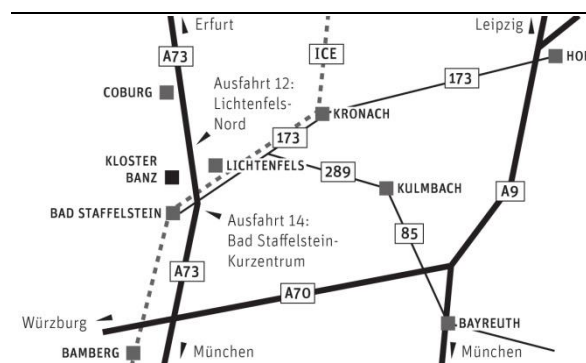 Erfurt
Leipzig
A73
ICE
HOF
173
COBURG
Ausfahrt 12:
Lichtenfels-
Nord
KRONACH
173
KLOSTER
BANZ
LICHTENFELS
289
KULMBACH
A9
BAD STAFFELSTEIN
Ausfahrt 14:
Bad Staffelstein-
Kurzentrum
85
A73
A70
Würzburg
BAYREUTH
BAMBERG
München
München